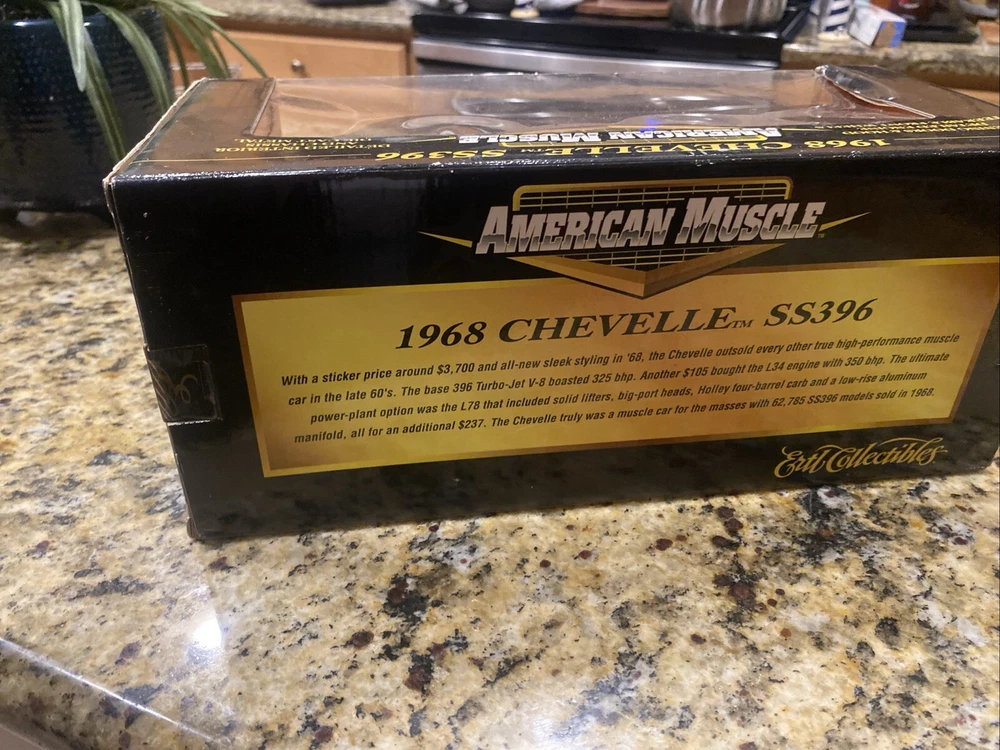 DETAILED INTERIOR
1968 CHEVELLE™ SS396
AMERICAN MUSCLE
AMERICAN MUSCLE™
1968 CHEVELLE™ SS396
With a sticker price around $3,700 and all-new sleek styling in '68, the Chevelle outsold every other true high-performance muscle
car in the late 60's. The base 396 Turbo-Jet V-8 boasted 325 bhp. Another $105 bought the L34 engine with 350 bhp. The ultimate
power-plant option was the L78 that included solid lifters, big-port heads, Holley four-barrel carb and a low-rise aluminum
manifold, all for an additional $237. The Chevelle truly was a muscle car for the masses with 62,785 SS396 models sold in 1968.
Ertl Collectibles